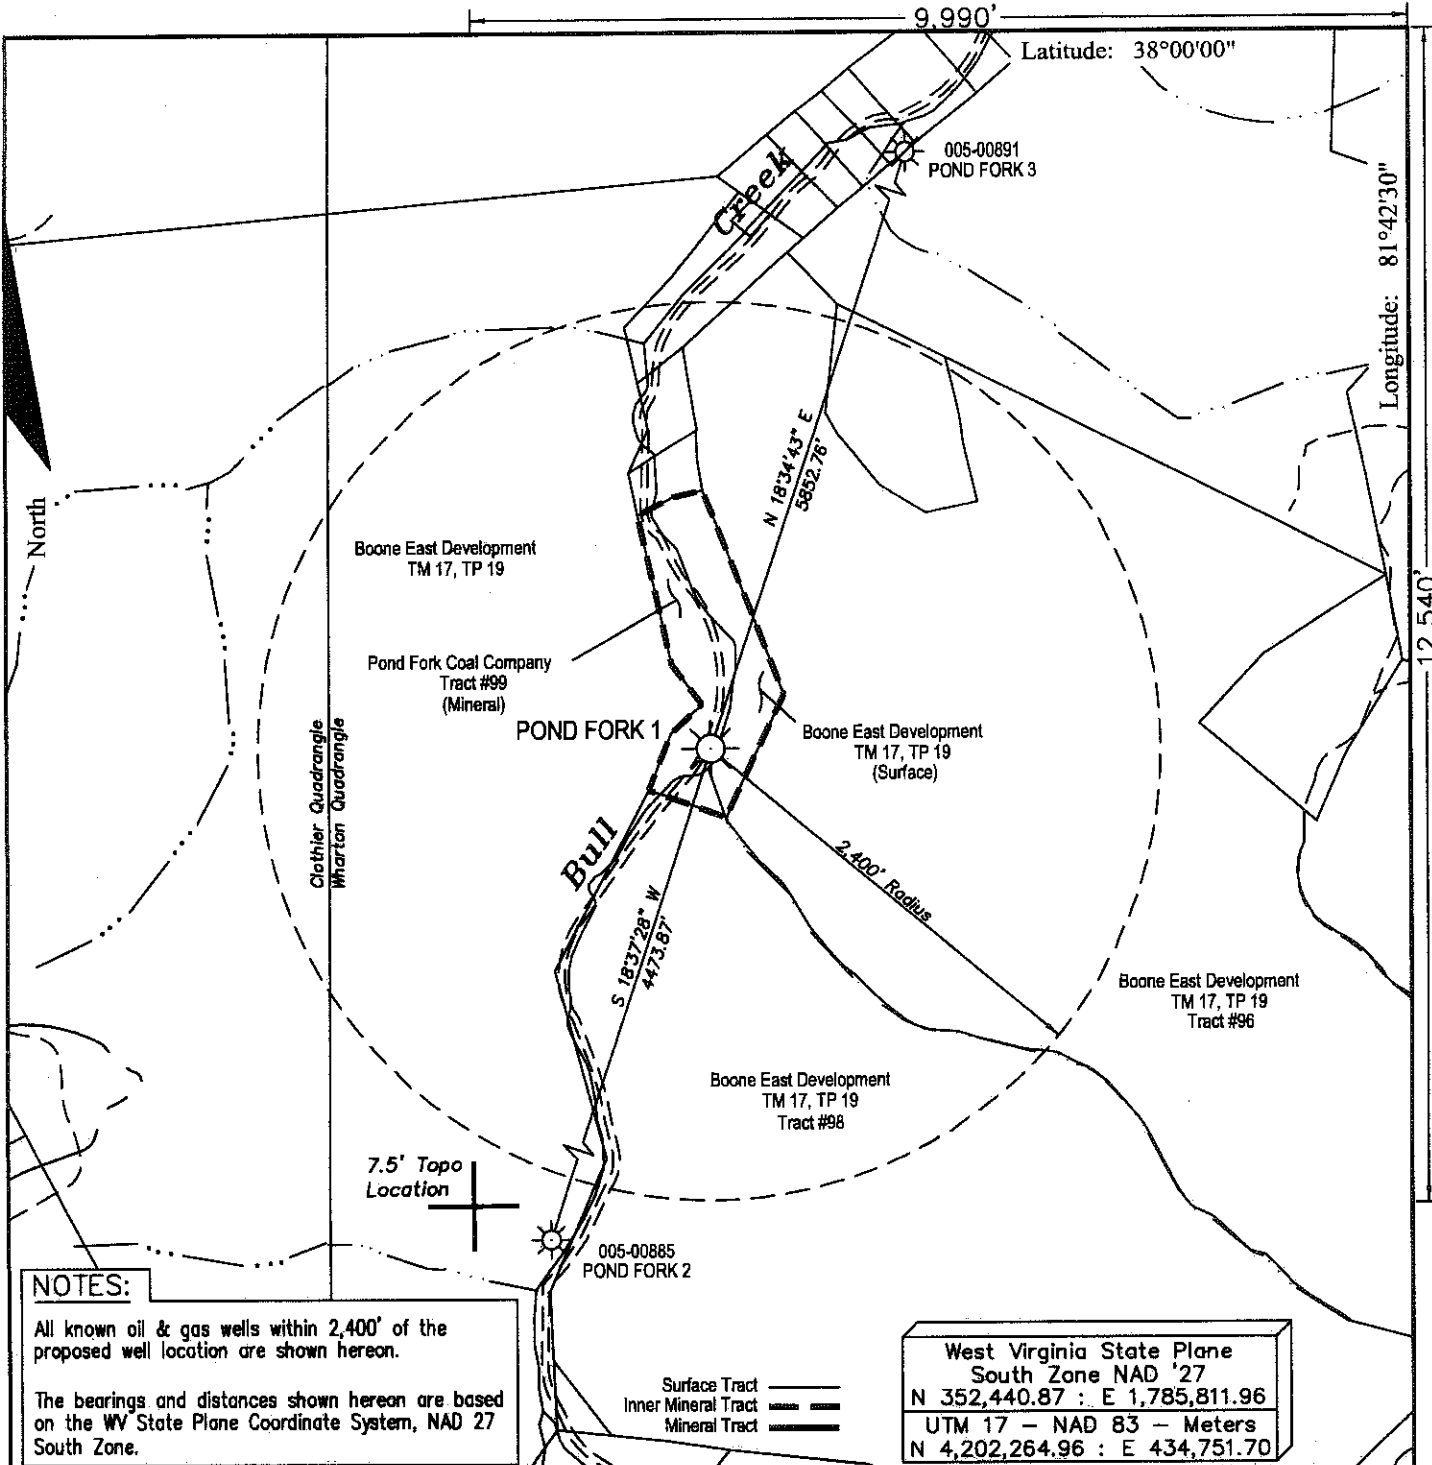 9,990'
Latitude: 38°00'00"
Longitude: 81°42'30"
12,540'
005-00891
POND FORK 3
Creek
N 18°34'43" E
5852.76'
North
Boone East Development
TM 17, TP 19
Pond Fork Coal Company
Tract #99
(Mineral)
POND FORK 1
Boone East Development
TM 17, TP 19
(Surface)
Clothier Quadrangle
Wharton Quadrangle
Bull
2,400' Radius
S 18°37'28" W
4473.87'
Boone East Development
TM 17, TP 19
Tract #96
Boone East Development
TM 17, TP 19
Tract #98
7.5' Topo
Location
005-00885
POND FORK 2
NOTES:
All known oil & gas wells within 2,400' of the
proposed well location are shown hereon.
The bearings and distances shown hereon are based
on the WV State Plane Coordinate System, NAD 27
South Zone.
Surface Tract
Inner Mineral Tract
Mineral Tract
West Virginia State Plane
South Zone NAD '27
N 352,440.87 : E 1,785,811.96
UTM 17 - NAD 83 - Meters
N 4,202,264.96 : E 434,751.70